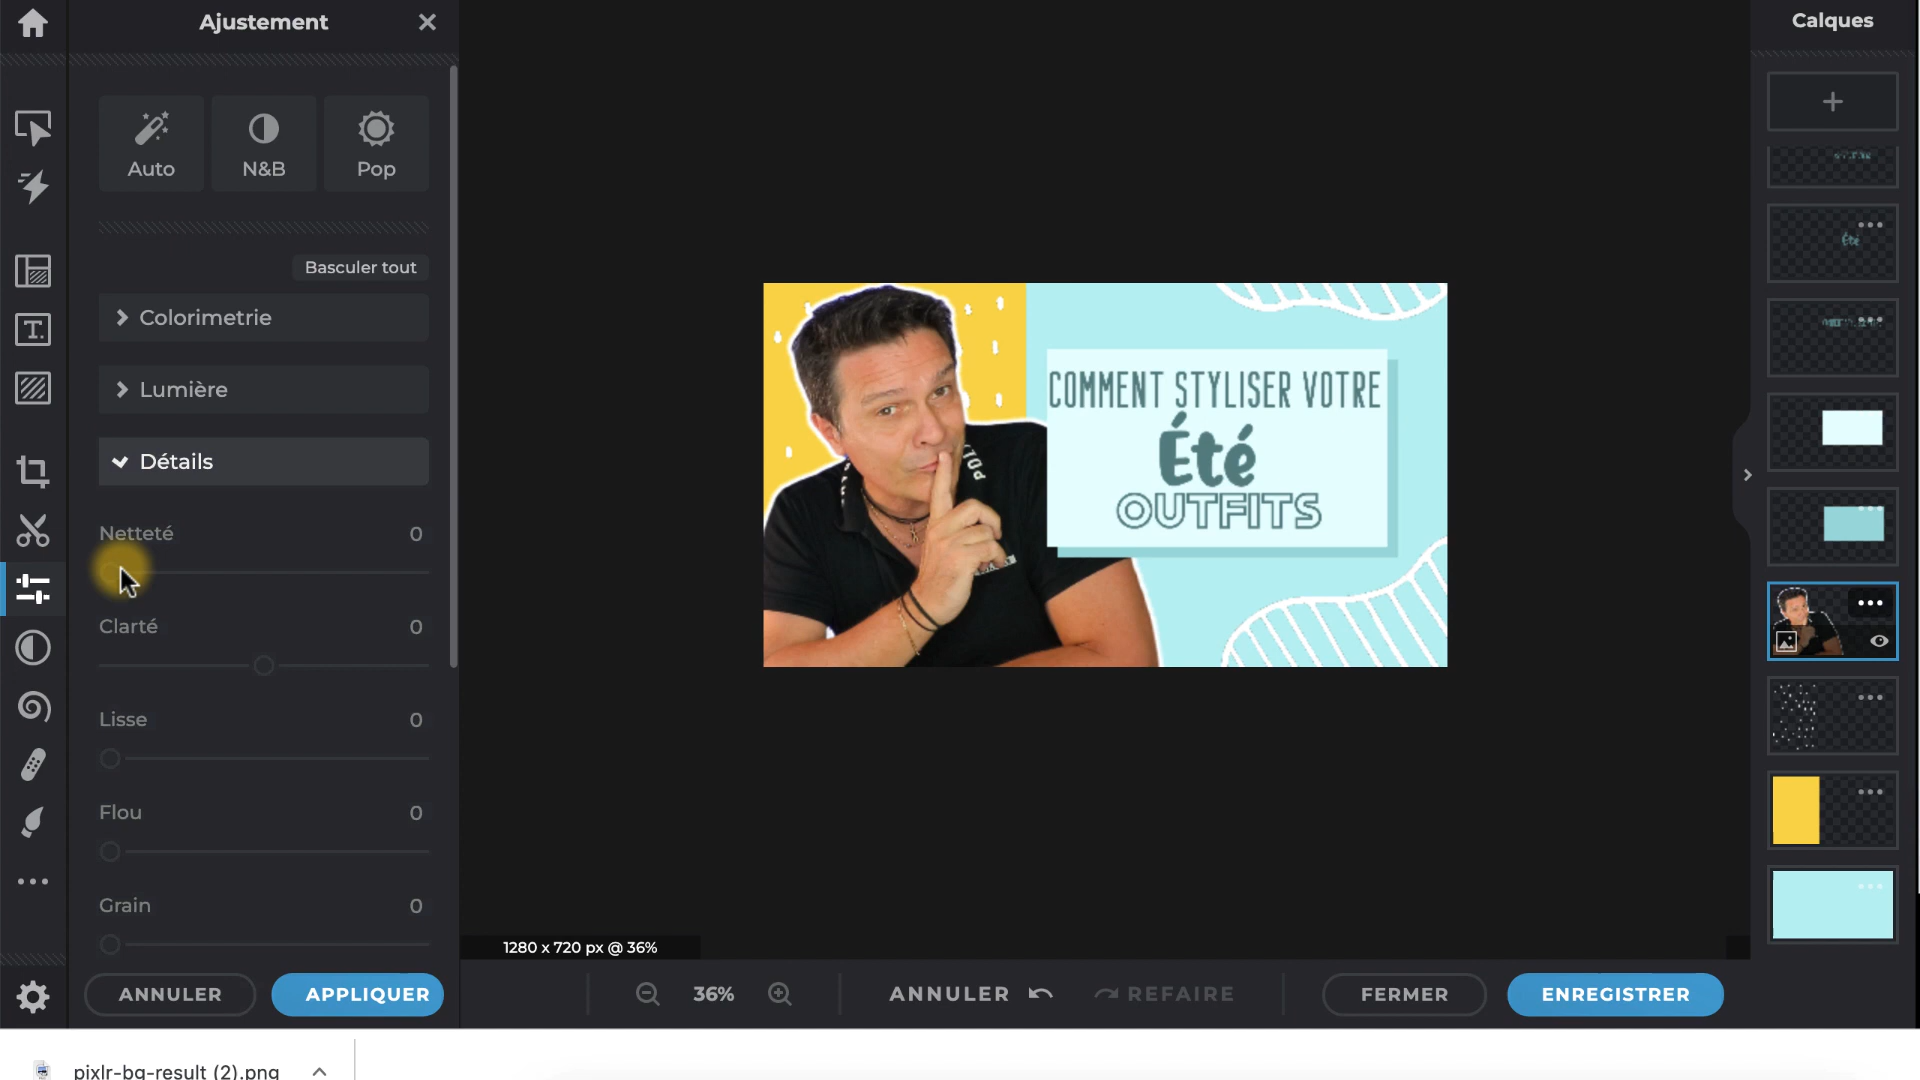 Ajustement
Calques
Auto
N&B
Pop
Basculer tout
Colorimetrie
Lumière
Détails
Netteté 0
Clarté 0
Lisse 0
Flou 0
Grain 0
ANNULER
APPLIQUER
COMMENT STYLISER VOTRE
Été
OUTFITS
POL
Été
1280 x 720 px @ 36%
36%
ANNULER
REFAIRE
FERMER
ENREGISTRER
pixlr-bg-result (2).png